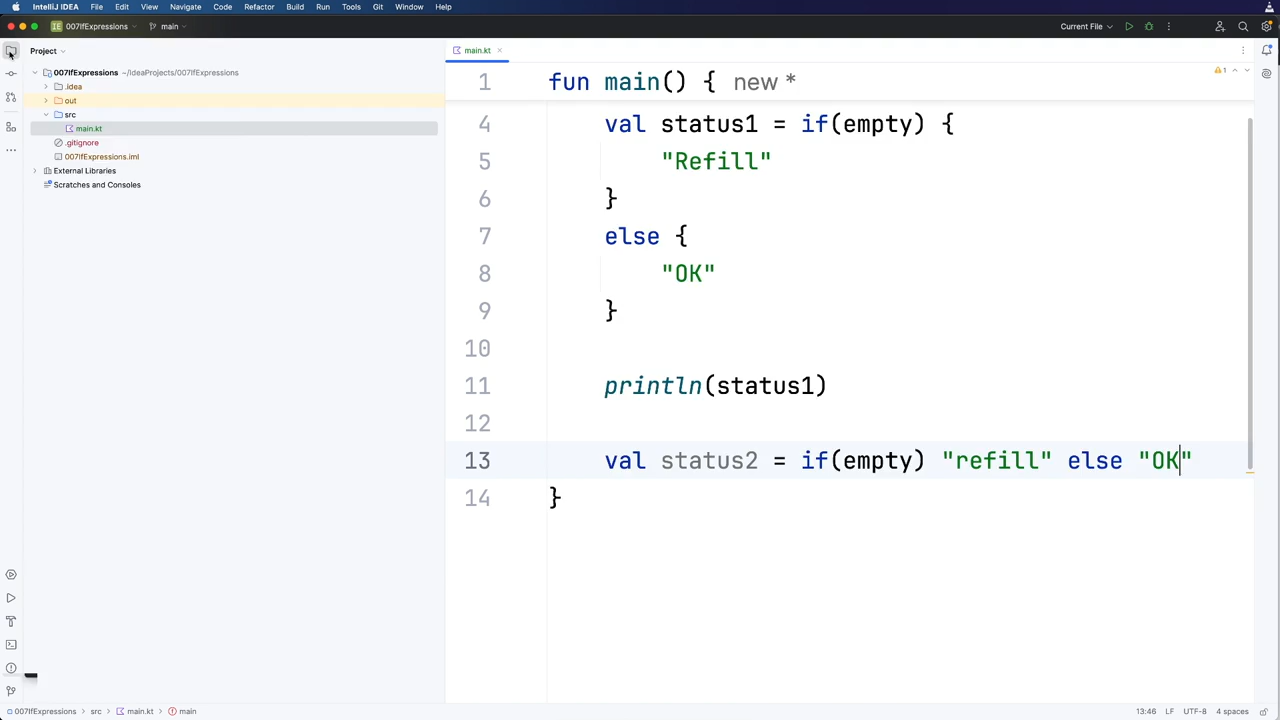 IntelliJ IDEA File Edit View Navigate Code Refactor Build Run Tools Git Window Help
IE 007IfExpressions main Current File
Project
main.kt
007IfExpressions ~/IdeaProjects/007IfExpressions
.idea
out
src
main.kt
.gitignore
007IfExpressions.iml
External Libraries
Scratches and Consoles
1 fun main() { new *
1
4 val status1 = if(empty) {
5 "Refill"
6 }
7 else {
8 "OK"
9 }
10
11 println(status1)
12
13 val status2 = if(empty) "refill" else "OK"
14 }
007IfExpressions > src > main.kt > main 13:46 LF UTF-8 4 spaces